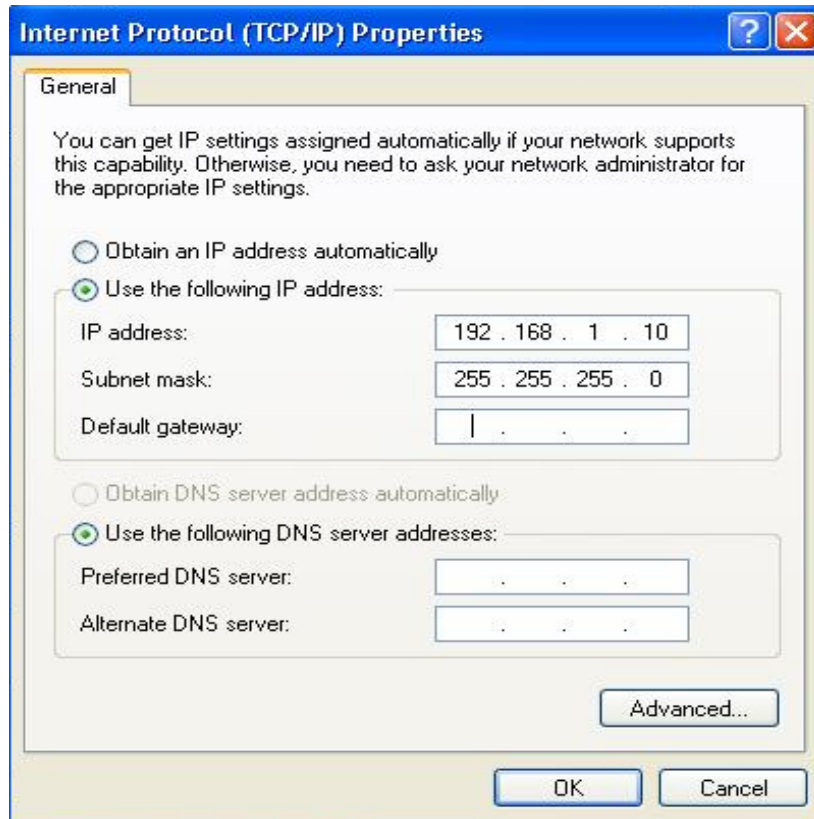 Internet Protocol (TCP/IP) Properties
General
You can get IP settings assigned automatically if your network supports
this capability. Otherwise, you need to ask your network administrator for
the appropriate IP settings.
Obtain an IP address automatically
Use the following IP address:
IP address: 192 . 168 . 1 . 10
Subnet mask: 255 . 255 . 255 . 0
Default gateway: . . .
Obtain DNS server address automatically
Use the following DNS server addresses:
Preferred DNS server: . . .
Alternate DNS server: . . .
Advanced...
OK Cancel